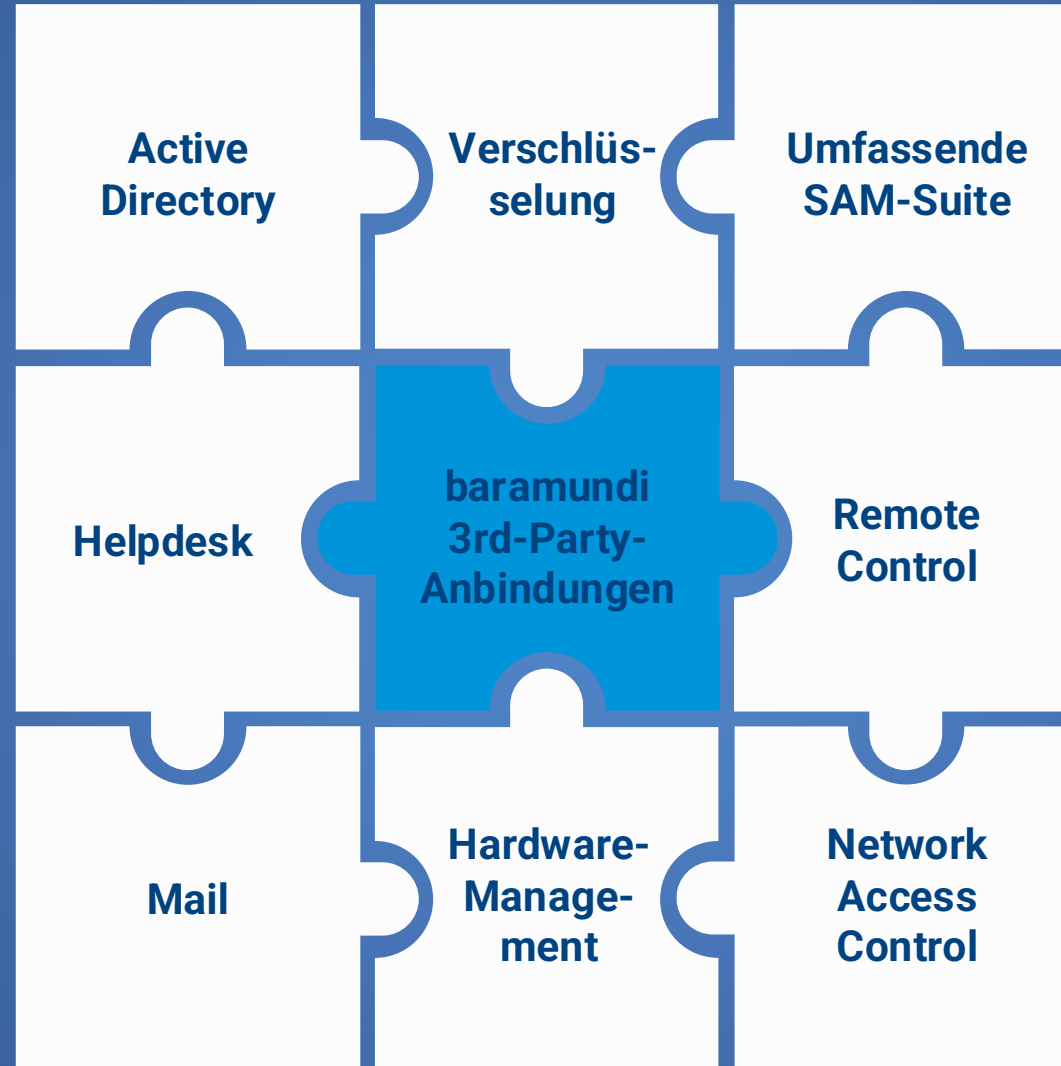 Active
Directory
Verschlüs-
selung
Umfassende
SAM-Suite
Helpdesk
baramundi
3rd-Party-
Anbindungen
Remote
Control
Mail
Hardware-
Manage-
ment
Network
Access
Control